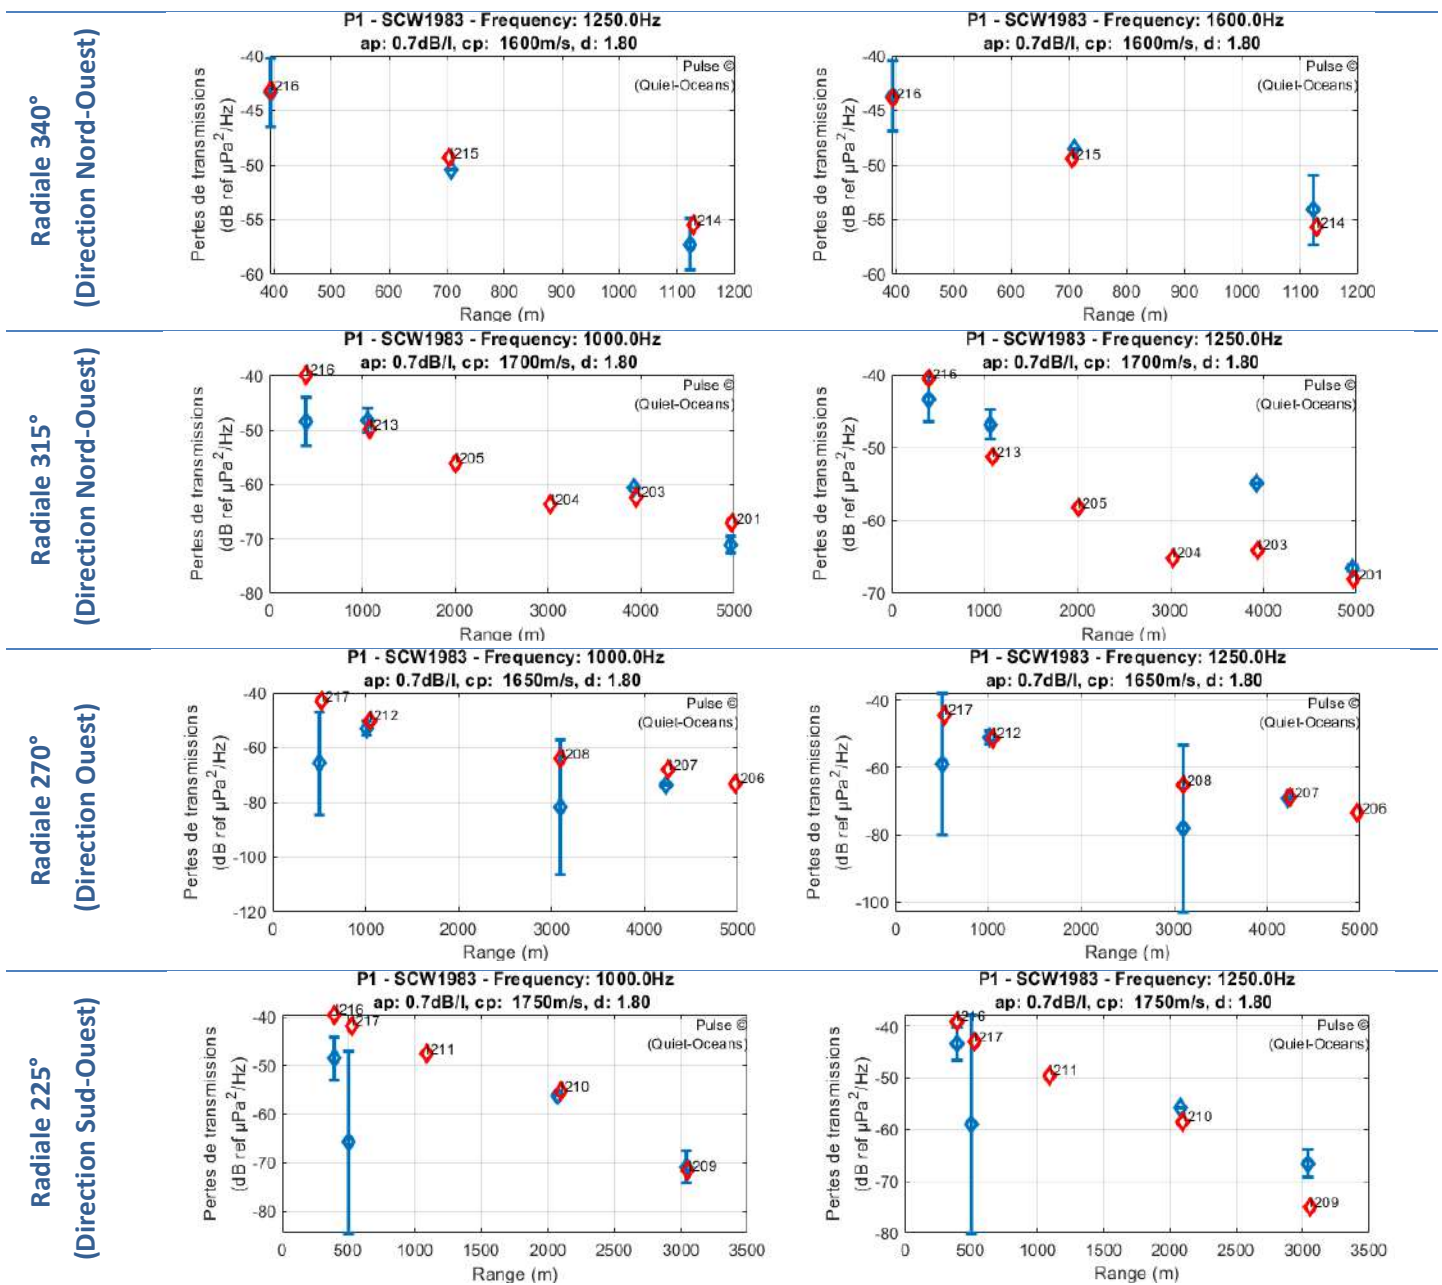 Radiale 340°
(Direction Nord-Ouest)
P1 - SCW1983 - Frequency: 1250.0Hz
ap: 0.7dB/l, cp: 1600m/s, d: 1.80
Pertes de transmissions
(dB ref µPa²/Hz)
-40
-45
-50
-55
-60
Pulse ©
(Quiet-Oceans)
216
215
214
400 500 600 700 800 900 1000 1100 1200
Range (m)
P1 - SCW1983 - Frequency: 1600.0Hz
ap: 0.7dB/l, cp: 1600m/s, d: 1.80
Pertes de transmissions
(dB ref µPa²/Hz)
-40
-45
-50
-55
-60
Pulse ©
(Quiet-Oceans)
216
215
214
400 500 600 700 800 900 1000 1100 1200
Range (m)
Radiale 315°
(Direction Nord-Ouest)
P1 - SCW1983 - Frequency: 1000.0Hz
ap: 0.7dB/l, cp: 1700m/s, d: 1.80
Pertes de transmissions
(dB ref µPa²/Hz)
-40
-50
-60
-70
-80
Pulse ©
(Quiet-Oceans)
216
213
205
204
203
201
0 1000 2000 3000 4000 5000
Range (m)
P1 - SCW1983 - Frequency: 1250.0Hz
ap: 0.7dB/l, cp: 1700m/s, d: 1.80
Pertes de transmissions
(dB ref µPa²/Hz)
-40
-50
-60
-70
Pulse ©
(Quiet-Oceans)
216
213
205
204
203
201
0 1000 2000 3000 4000 5000
Range (m)
Radiale 270°
(Direction Ouest)
P1 - SCW1983 - Frequency: 1000.0Hz
ap: 0.7dB/l, cp: 1650m/s, d: 1.80
Pertes de transmissions
(dB ref µPa²/Hz)
-40
-60
-80
-100
-120
Pulse ©
(Quiet-Oceans)
217
212
208
207
206
0 1000 2000 3000 4000 5000
Range (m)
P1 - SCW1983 - Frequency: 1250.0Hz
ap: 0.7dB/l, cp: 1650m/s, d: 1.80
Pertes de transmissions
(dB ref µPa²/Hz)
-40
-60
-80
-100
Pulse ©
(Quiet-Oceans)
217
212
208
207
206
0 1000 2000 3000 4000 5000
Range (m)
Radiale 225°
(Direction Sud-Ouest)
P1 - SCW1983 - Frequency: 1000.0Hz
ap: 0.7dB/l, cp: 1750m/s, d: 1.80
Pertes de transmissions
(dB ref µPa²/Hz)
-40
-50
-60
-70
-80
Pulse ©
(Quiet-Oceans)
216
217
211
210
209
0 500 1000 1500 2000 2500 3000 3500
Range (m)
P1 - SCW1983 - Frequency: 1250.0Hz
ap: 0.7dB/l, cp: 1750m/s, d: 1.80
Pertes de transmissions
(dB ref µPa²/Hz)
-40
-50
-60
-70
-80
Pulse ©
(Quiet-Oceans)
216
217
211
210
209
0 500 1000 1500 2000 2500 3000 3500
Range (m)